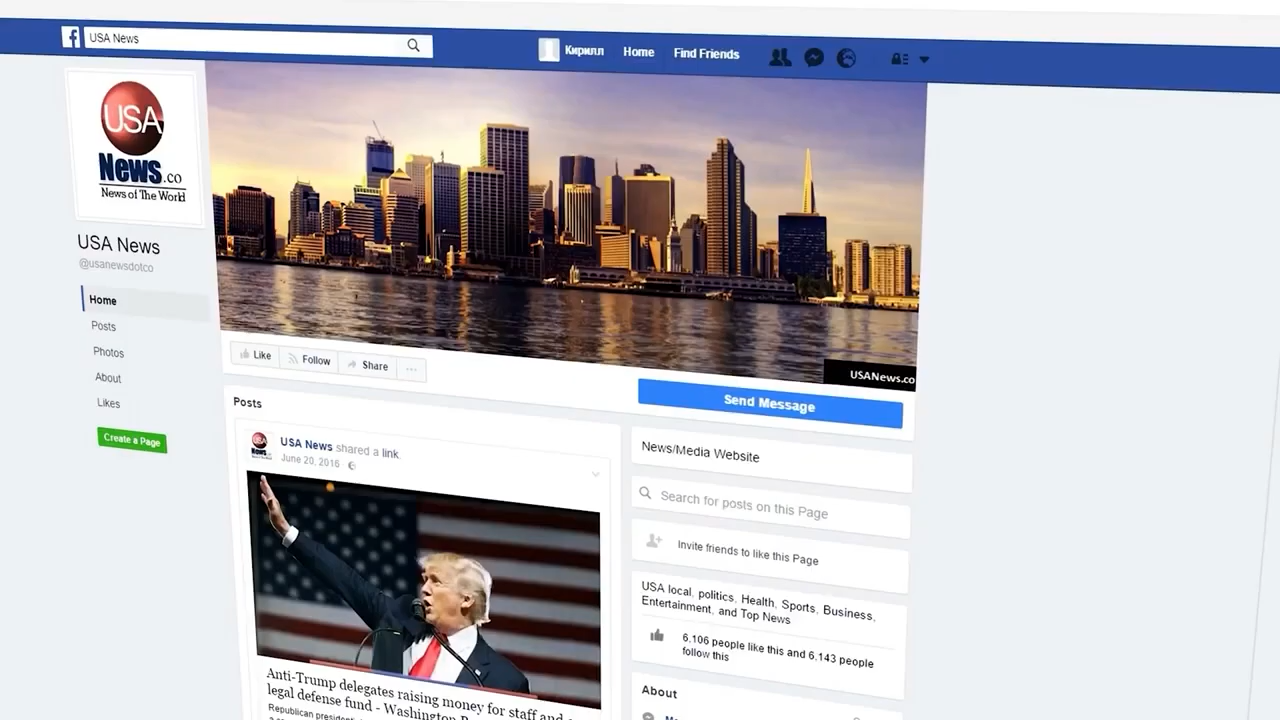 USA News
Кирилл
Home
Find Friends
USA
News.co
News of The World
USA News
@usanewsdotco
Home
Posts
Photos
About
Likes
Create a Page
USANews.co
Like
Follow
Share
Send Message
Posts
USA News shared a link.
June 20, 2016
Anti-Trump delegates raising money for staff and
legal defense fund - Washington
Republican
News/Media Website
Search for posts on this Page
Invite friends to like this Page
USA local, politics, Health, Sports, Business,
Entertainment, and Top News
6,106 people like this and 6,143 people
follow this
About